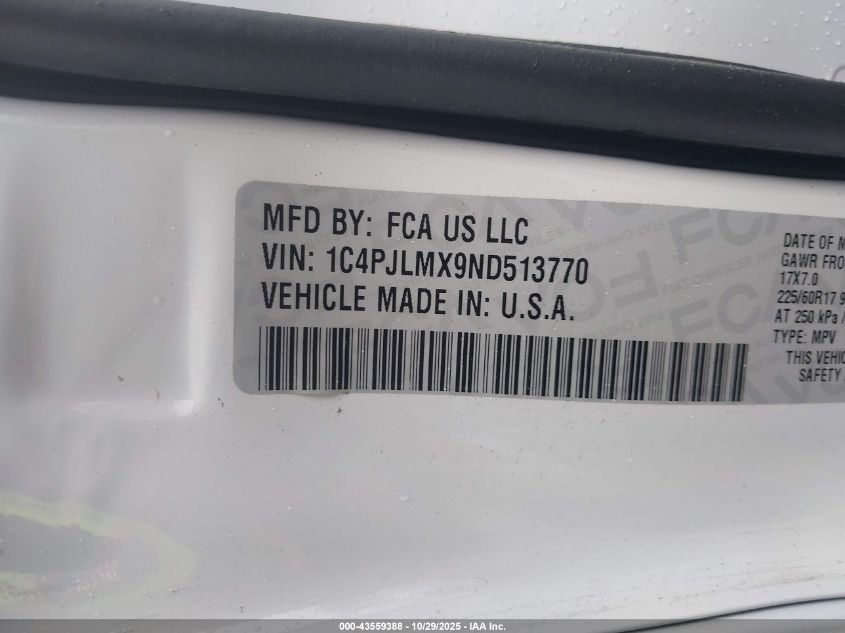 MFD BY: FCA US LLC
VIN: 1C4PJLMX9ND513770
VEHICLE MADE IN: U.S.A.
DATE OF M
GAWR FRO
17X7.0
225/60R17 9
AT 250 kPa /
TYPE: MPV
THIS VEHIC
SAFETY
000-43559388 - 10/29/2025 - IAA Inc.